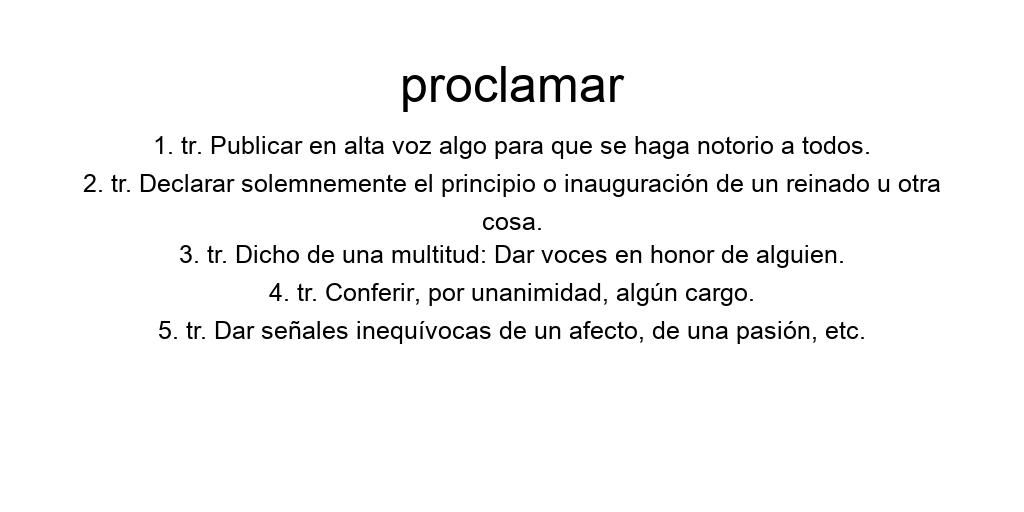 proclamar
1. tr. Publicar en alta voz algo para que se haga notorio a todos.
2. tr. Declarar solemnemente el principio o inauguración de un reinado u otra
cosa.
3. tr. Dicho de una multitud: Dar voces en honor de alguien.
4. tr. Conferir, por unanimidad, algún cargo.
5. tr. Dar señales inequívocas de un afecto, de una pasión, etc.